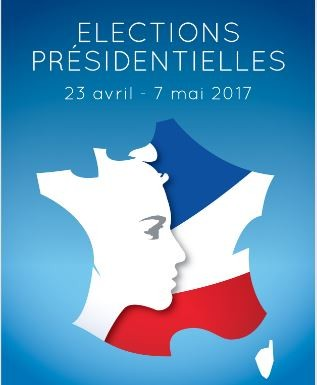 ELECTIONS
PRÉSIDENTIELLES
23 avril - 7 mai 2017